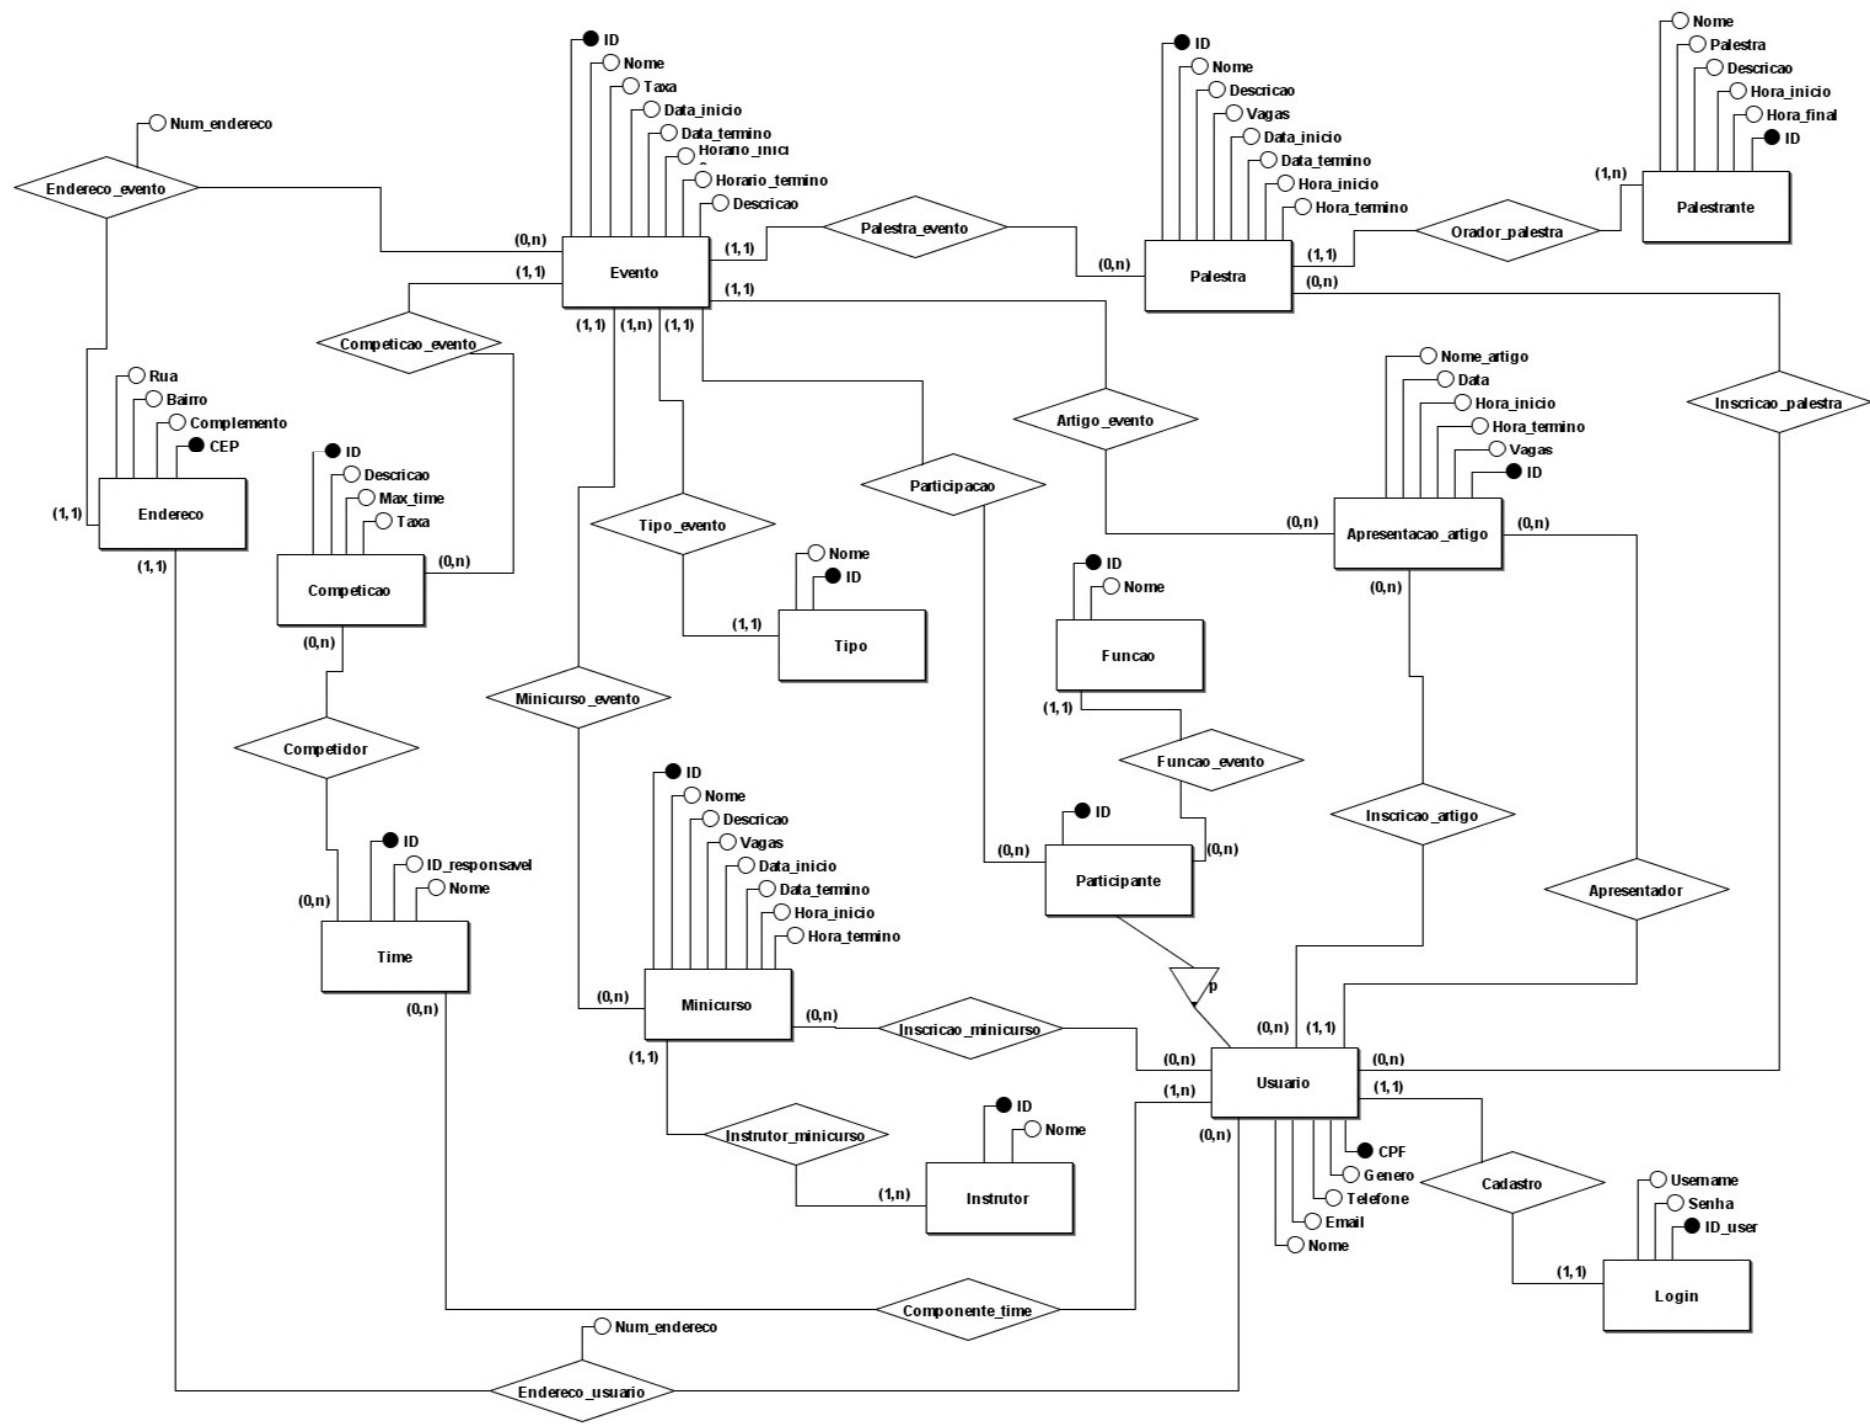 ID
Nome
Taxa
Data_inicio
Data_termino
Horario_inici
Horario_termino
Descricao
Num_endereco
Endereco_evento
(0,n)
(1,1)
Evento
(1,1)
(1,1)
(1,1)
(1,n)
(1,1)
Palestra_evento
(0,n)
ID
Nome
Descricao
Vagas
Data_inicio
Data_termino
Hora_inicio
Hora_termino
Palestra
(1,1)
(0,n)
Orador_palestra
(1,n)
Nome
Palestra
Descricao
Hora_inicio
Hora_final
ID
Palestrante
Competicao_evento
Rua
Bairro
Complemento
CEP
Endereco
(1,1)
(1,1)
ID
Descricao
Max_time
Taxa
Competicao
(0,n)
(0,n)
Tipo_evento
Nome
ID
(1,1)
Tipo
Participacao
Artigo_evento
Nome_artigo
Data
Hora_inicio
Hora_termino
Vagas
ID
(0,n)
Apresentacao_artigo
(0,n)
(0,n)
Inscricao_palestra
ID
Nome
Funcao
(1,1)
Funcao_evento
Minicurso_evento
Competidor
ID
ID_responsavel
Nome
(0,n)
Time
(0,n)
ID
Nome
Descricao
Vagas
Data_inicio
Data_termino
Hora_inicio
Hora_termino
(0,n)
Minicurso
(0,n)
(1,1)
Inscricao_minicurso
ID
(0,n)
(0,n)
Participante
p
Inscricao_artigo
Apresentador
(0,n)
(1,1)
(0,n)
(0,n)
Usuario
(1,n)
(1,1)
(0,n)
Instrutor_minicurso
ID
Nome
(1,n)
Instrutor
CPF
Genero
Telefone
Email
Nome
Cadastro
Username
Senha
ID_user
(1,1)
Login
Componente_time
Num_endereco
Endereco_usuario